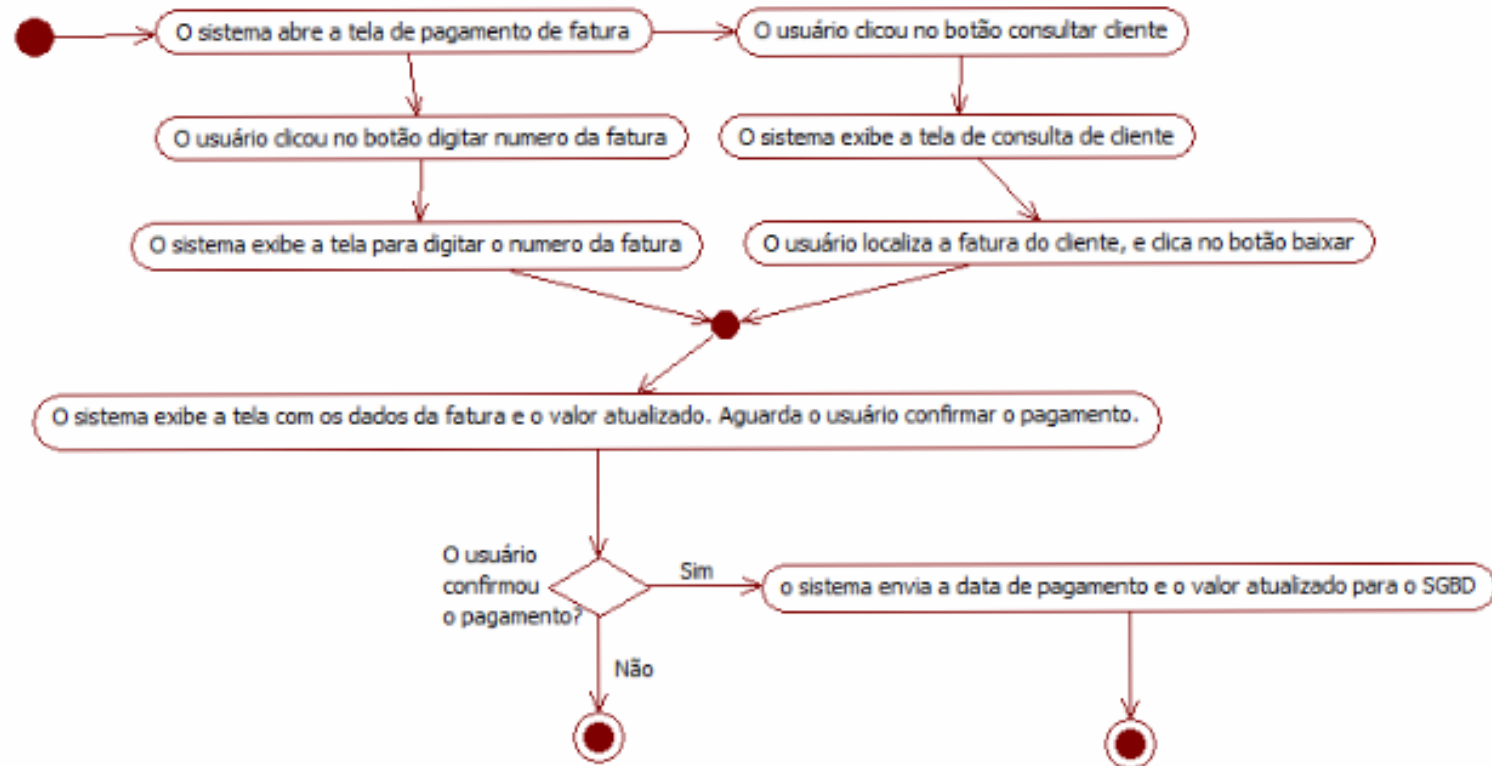 O sistema abre a tela de pagamento de fatura
O usuário clicou no botão consultar cliente
O usuário clicou no botão digitar numero da fatura
O sistema exibe a tela de consulta de cliente
O sistema exibe a tela para digitar o numero da fatura
O usuário localiza a fatura do cliente, e clica no botão baixar
O sistema exibe a tela com os dados da fatura e o valor atualizado. Aguarda o usuário confirmar o pagamento.
O usuário
confirmou
o pagamento?
Sim
o sistema envia a data de pagamento e o valor atualizado para o SGBD
Não